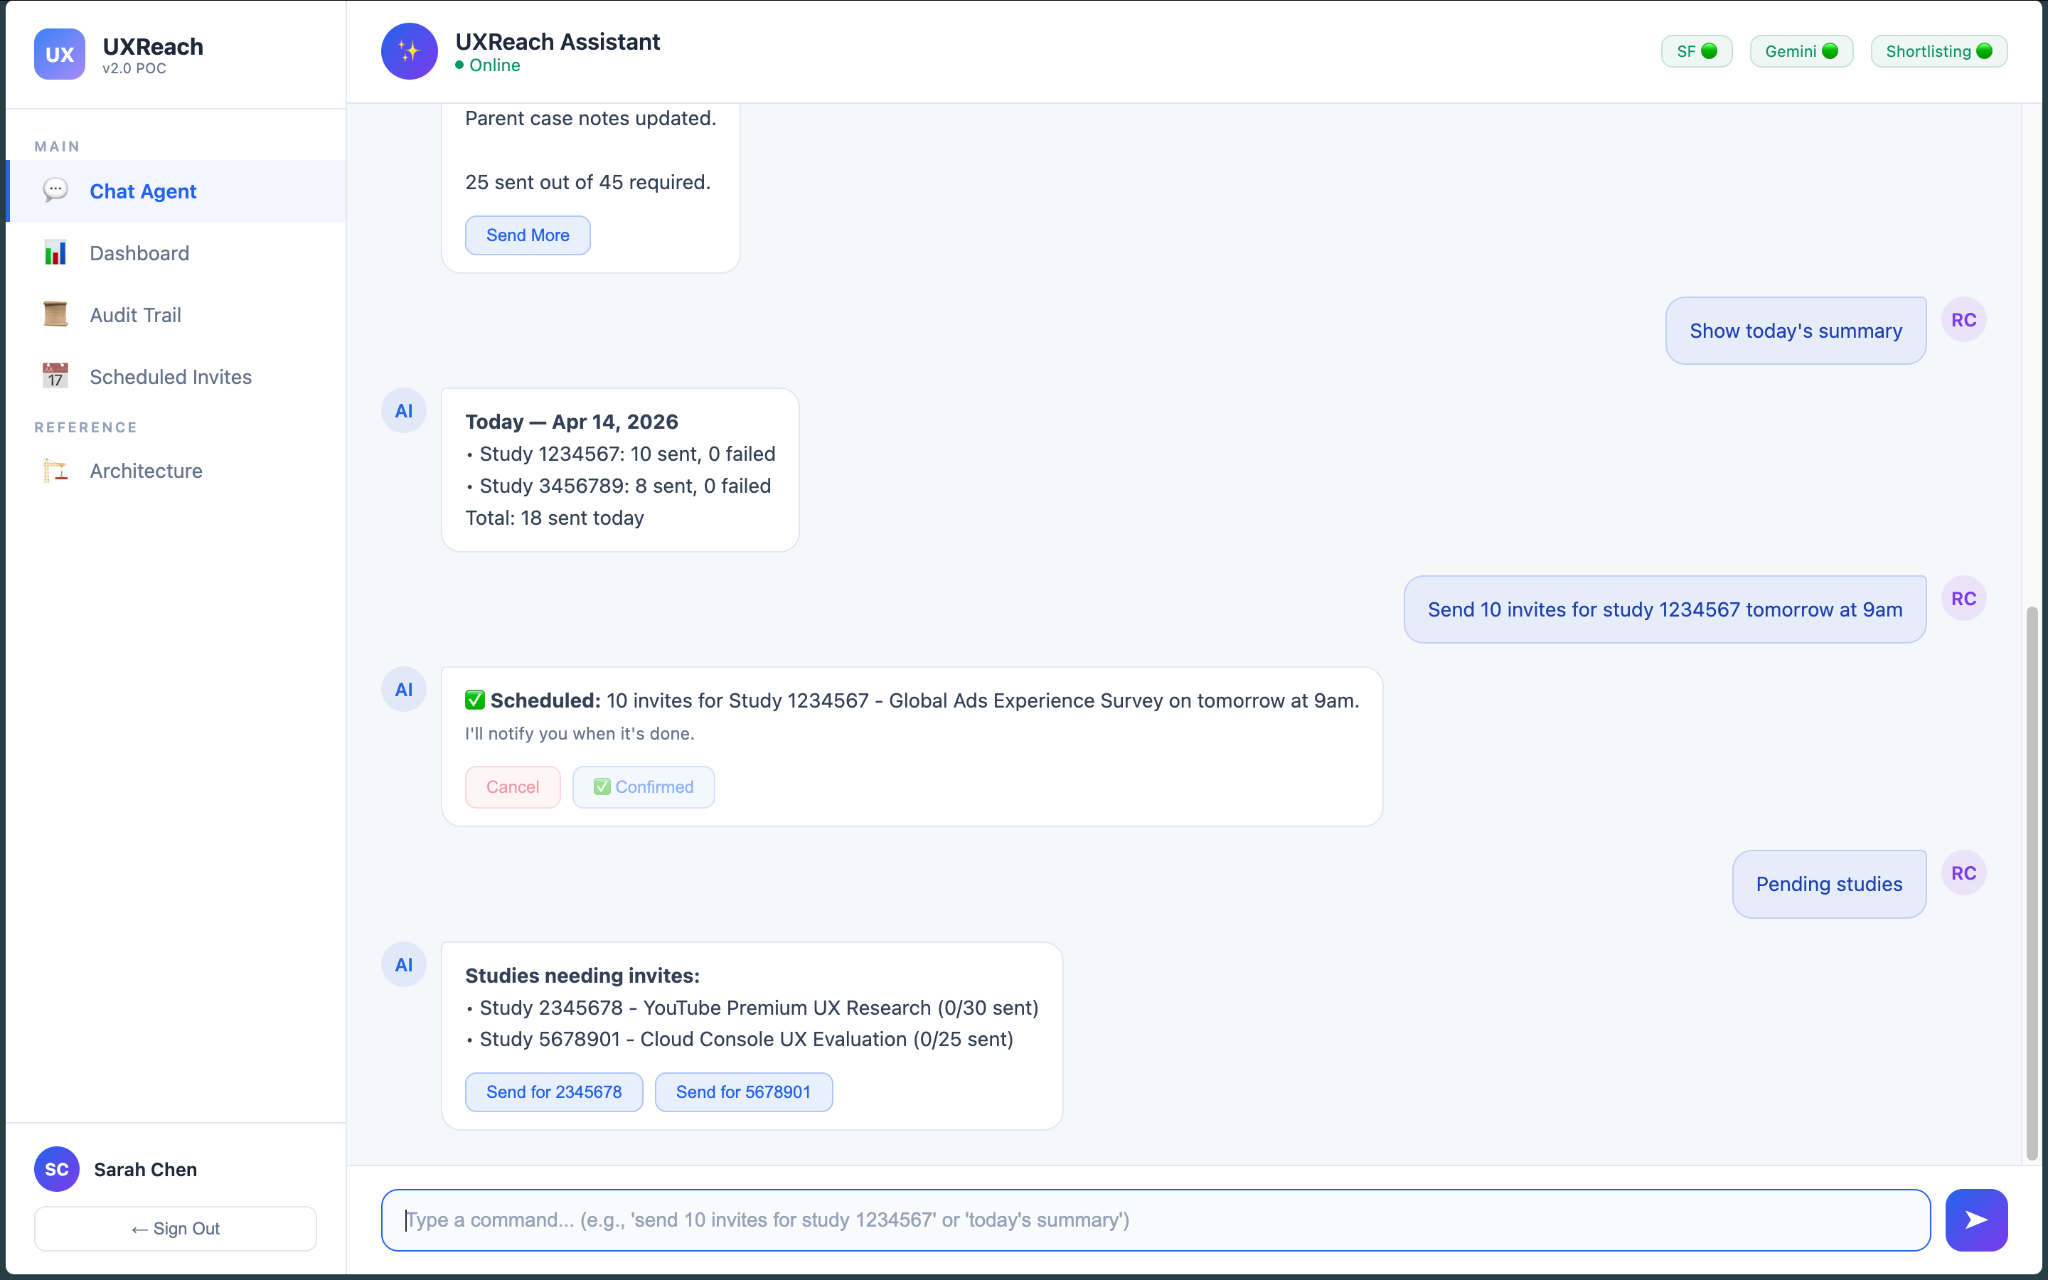 UX
UXReach
v2.0 POC
MAIN
Chat Agent
Dashboard
Audit Trail
17
Scheduled Invites
REFERENCE
Architecture
SC
Sarah Chen
← Sign Out
UXReach Assistant
Online
SF
Gemini
Shortlisting
Parent case notes updated.
25 sent out of 45 required.
Send More
Show today's summary
RC
AI
Today — Apr 14, 2026
• Study 1234567: 10 sent, 0 failed
• Study 3456789: 8 sent, 0 failed
Total: 18 sent today
Send 10 invites for study 1234567 tomorrow at 9am
RC
AI
✅ Scheduled: 10 invites for Study 1234567 - Global Ads Experience Survey on tomorrow at 9am.
I'll notify you when it's done.
Cancel
✅ Confirmed
Pending studies
RC
AI
Studies needing invites:
• Study 2345678 - YouTube Premium UX Research (0/30 sent)
• Study 5678901 - Cloud Console UX Evaluation (0/25 sent)
Send for 2345678
Send for 5678901
Type a command... (e.g., 'send 10 invites for study 1234567' or 'today's summary')